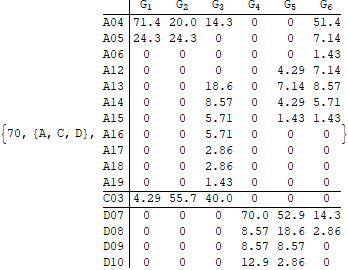 G1 G2 G3 G4 G5 G6
A04 71.4 20.0 14.3 0 0 51.4
A05 24.3 24.3 0 0 0 7.14
A06 0 0 0 0 0 1.43
A12 0 0 0 0 4.29 7.14
A13 0 0 18.6 0 7.14 8.57
A14 0 0 8.57 0 4.29 5.71
A15 0 0 5.71 0 1.43 1.43
{70, {A, C, D}, A16 0 0 5.71 0 0 0 }
A17 0 0 2.86 0 0 0
A18 0 0 2.86 0 0 0
A19 0 0 1.43 0 0 0
C03 4.29 55.7 40.0 0 0 0
D07 0 0 0 70.0 52.9 14.3
D08 0 0 0 8.57 18.6 2.86
D09 0 0 0 8.57 8.57 0
D10 0 0 0 12.9 2.86 0